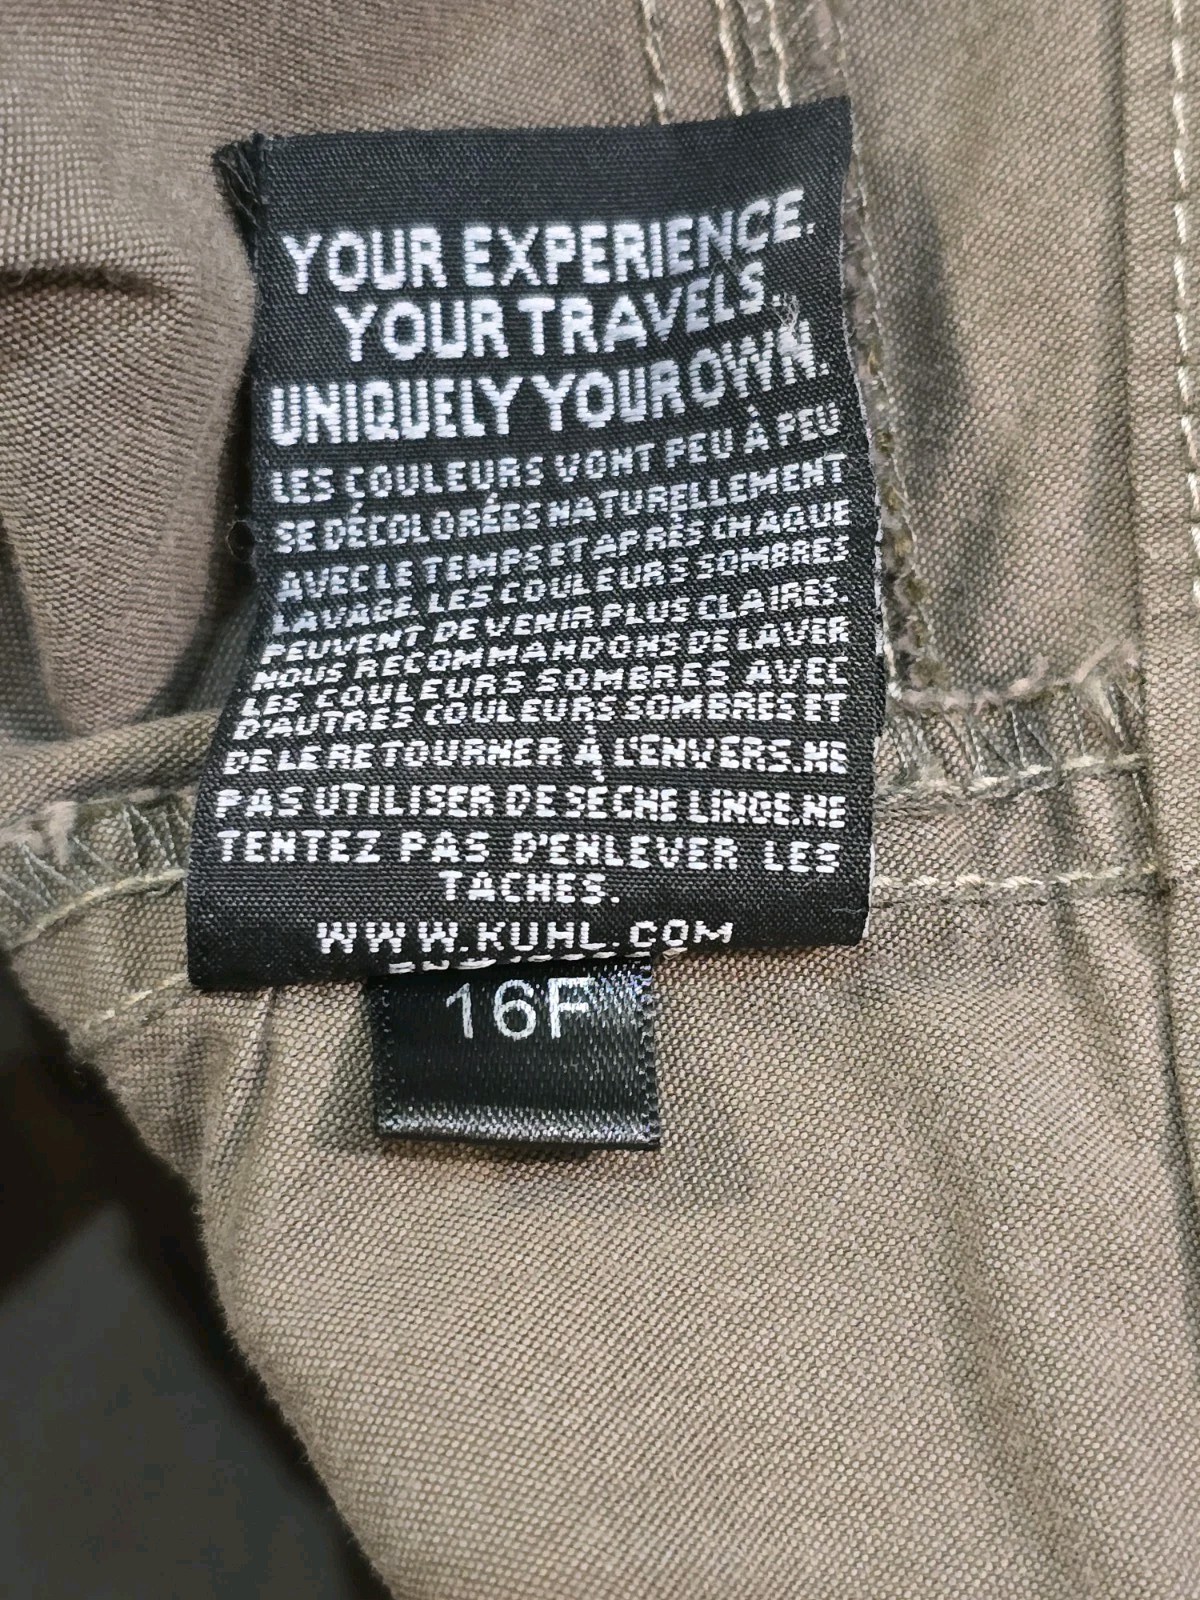 YOUR EXPERIENCE.
YOUR TRAVELS.
UNIQUELY YOUR OWN.
LES COULEURS VONT PEU À PEU
SE DÉCOLORÉES NATURELLEMENT
AVEC LE TEMPS ET APRÈS CHAQUE
LAVAGE. LES COULEURS SOMBRES
PEUVENT DEVENIR PLUS CLAIRES.
NOUS RECOMMANDONS DE LAVER
LES COULEURS SOMBRES AVEC
D'AUTRES COULEURS SOMBRES ET
DE LE RETOURNER À L'ENVERS. NE
PAS UTILISER DE SÈCHE LINGE. NE
TENTEZ PAS D'ENLEVER LES
TACHES.
WWW.KUHL.COM
16F